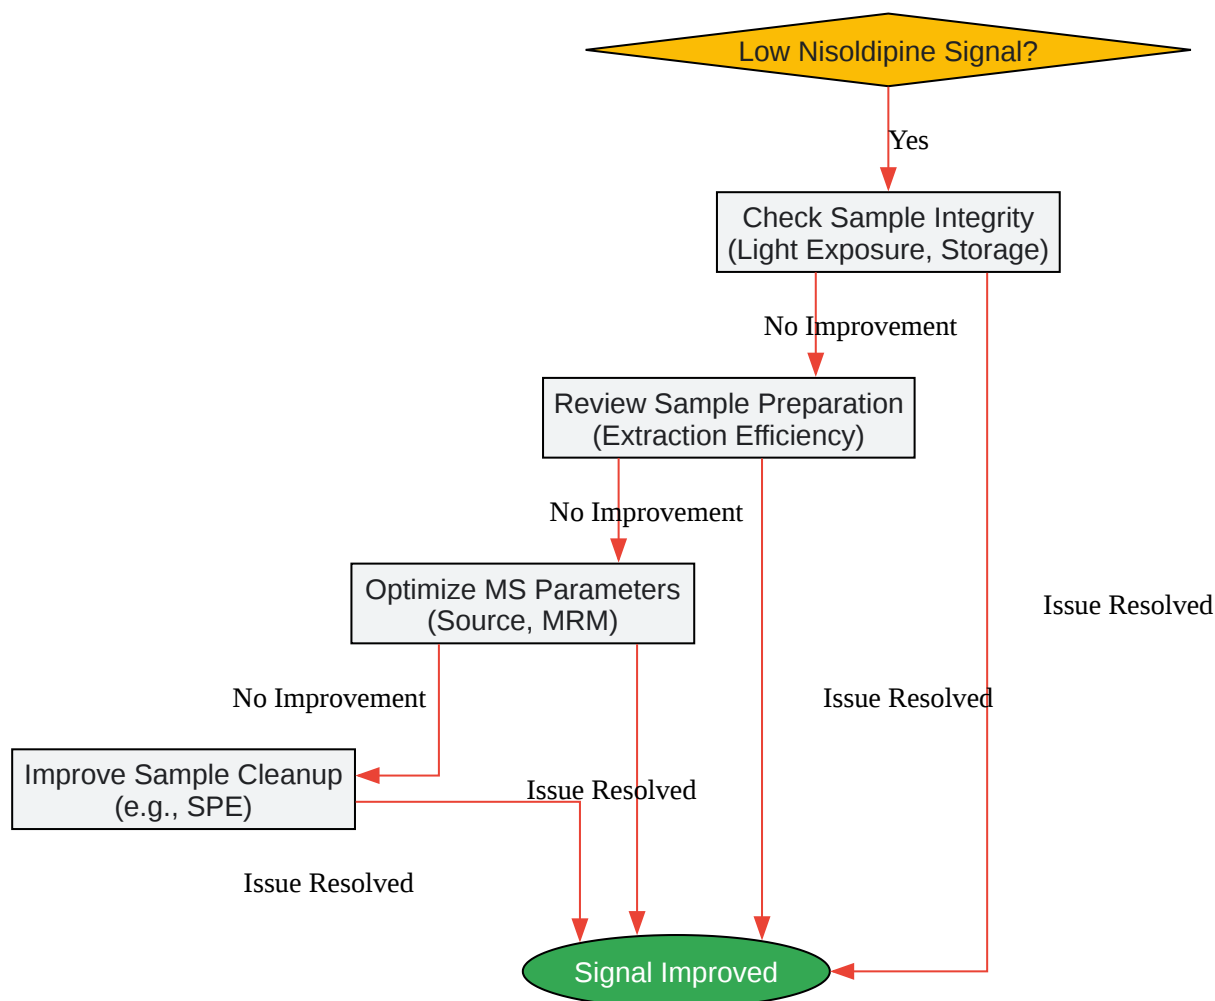 Low Nisoldipine Signal?
Yes
Check Sample Integrity
(Light Exposure, Storage)
No Improvement
Review Sample Preparation
(Extraction Efficiency)
No Improvement
Optimize MS Parameters
(Source, MRM)
Issue Resolved
No Improvement
Issue Resolved
Improve Sample Cleanup
(e.g., SPE)
Issue Resolved
Issue Resolved
Signal Improved